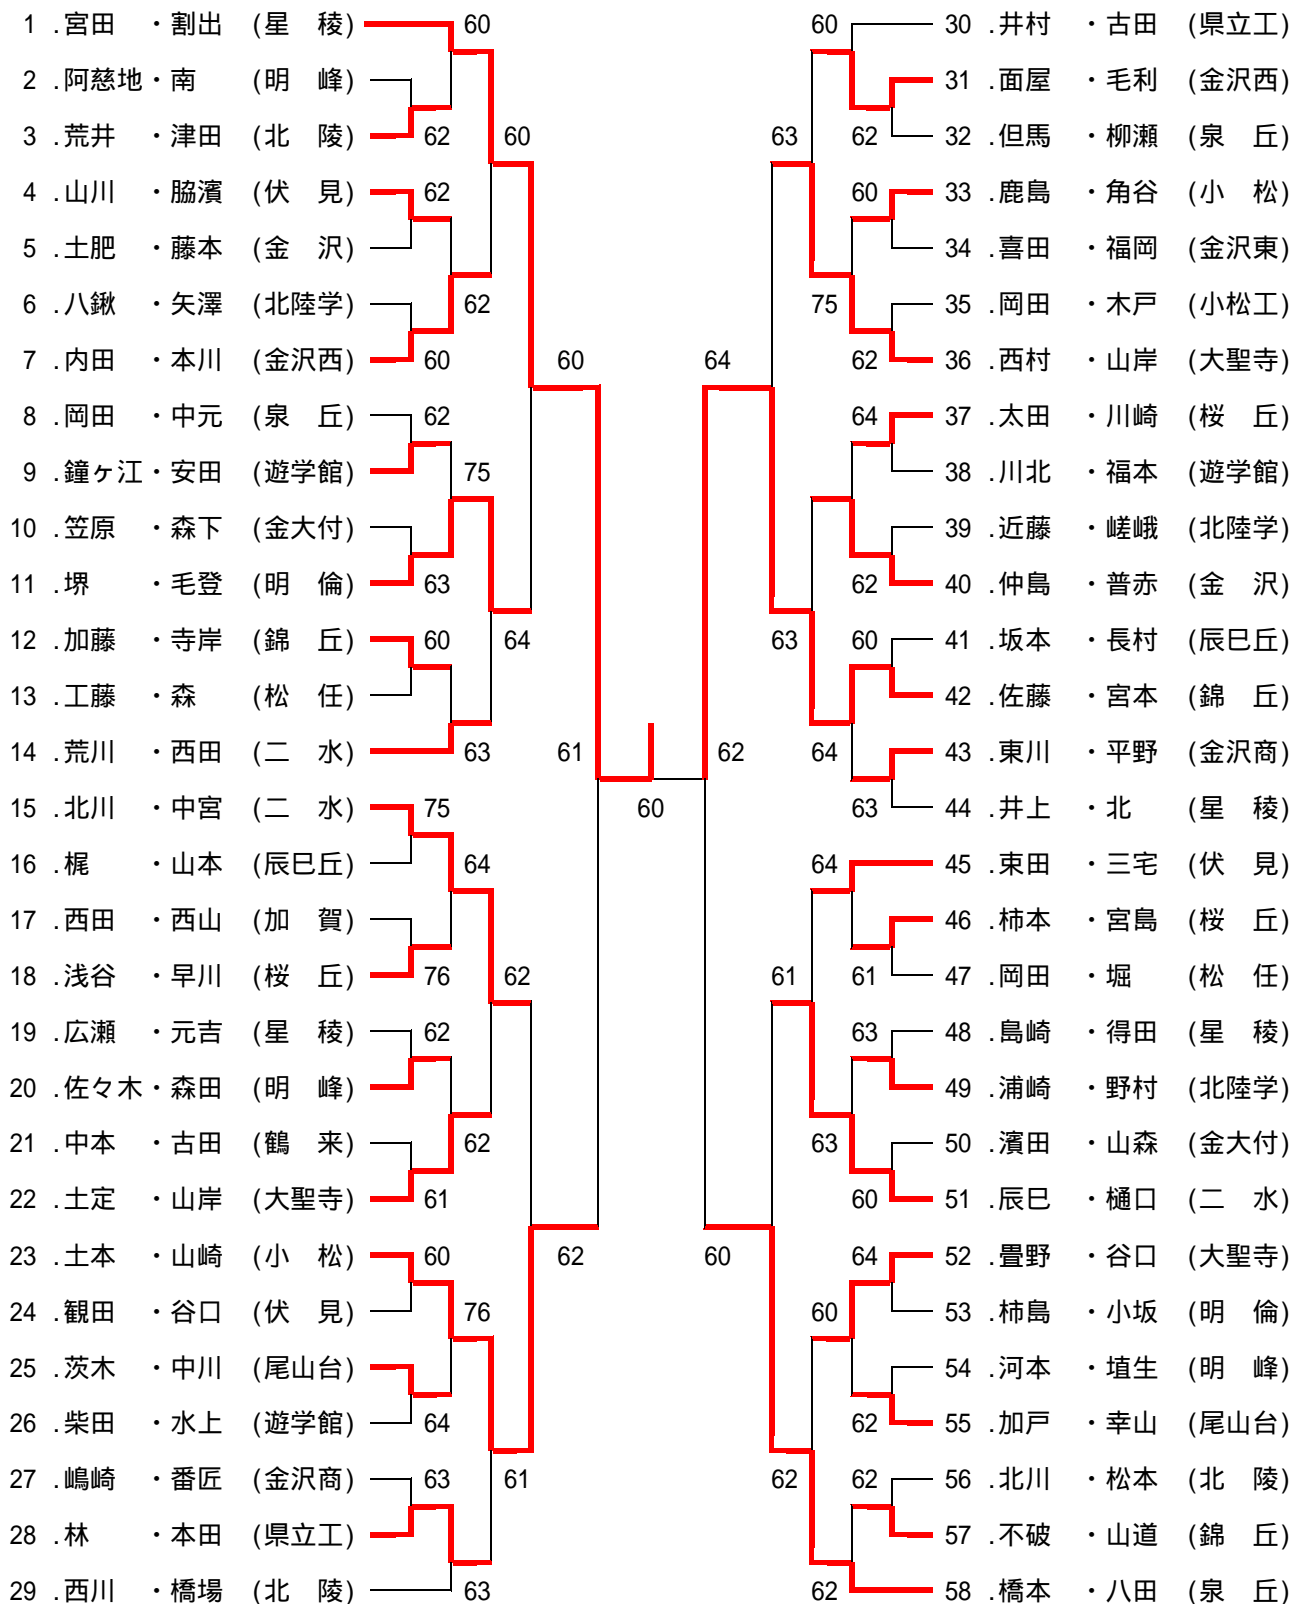 1 .宮田 ・割出 (星 稜) 60
2 .阿慈地・南 (明 峰)
3 .荒井 ・津田 (北 陵) 62 60
4 .山川 ・脇濱 (伏 見) 62
5 .土肥 ・藤本 (金 沢)
6 .八鍬 ・矢澤 (北陸学) 62
7 .内田 ・本川 (金沢西) 60 60
8 .岡田 ・中元 (泉 丘) 62
9 .鐘ヶ江・安田 (遊学館) 75
10 .笠原 ・森下 (金大付)
11 .堺 ・毛登 (明 倫) 63
12 .加藤 ・寺岸 (錦 丘) 60 64
13 .工藤 ・森 (松 任)
14 .荒川 ・西田 (二 水) 63 61
15 .北川 ・中宮 (二 水) 75
16 .梶 ・山本 (辰巳丘) 64
17 .西田 ・西山 (加 賀)
18 .浅谷 ・早川 (桜 丘) 76 62
19 .広瀬 ・元吉 (星 稜) 62
20 .佐々木・森田 (明 峰)
21 .中本 ・古田 (鶴 来) 62
22 .土定 ・山岸 (大聖寺) 61
23 .土本 ・山崎 (小 松) 60 62
24 .観田 ・谷口 (伏 見) 76
25 .茨木 ・中川 (尾山台)
26 .柴田 ・水上 (遊学館) 64
27 .嶋崎 ・番匠 (金沢商) 63 61
28 .林 ・本田 (県立工)
29 .西川 ・橋場 (北 陵) 63
60
60 30 .井村 ・古田 (県立工)
31 .面屋 ・毛利 (金沢西)
63 62 32 .但馬 ・柳瀬 (泉 丘)
60 33 .鹿島 ・角谷 (小 松)
34 .喜田 ・福岡 (金沢東)
75 35 .岡田 ・木戸 (小松工)
64 62 36 .西村 ・山岸 (大聖寺)
64 37 .太田 ・川崎 (桜 丘)
38 .川北 ・福本 (遊学館)
39 .近藤 ・嵯峨 (北陸学)
62 40 .仲島 ・普赤 (金 沢)
63 60 41 .坂本 ・長村 (辰巳丘)
42 .佐藤 ・宮本 (錦 丘)
62 64 43 .東川 ・平野 (金沢商)
63 44 .井上 ・北 (星 稜)
64 45 .束田 ・三宅 (伏 見)
46 .柿本 ・宮島 (桜 丘)
61 61 47 .岡田 ・堀 (松 任)
63 48 .島崎 ・得田 (星 稜)
49 .浦崎 ・野村 (北陸学)
63 50 .濱田 ・山森 (金大付)
60 51 .辰巳 ・樋口 (二 水)
60 64 52 .疊野 ・谷口 (大聖寺)
60 53 .柿島 ・小坂 (明 倫)
54 .河本 ・埴生 (明 峰)
62 55 .加戸 ・幸山 (尾山台)
62 62 56 .北川 ・松本 (北 陵)
57 .不破 ・山道 (錦 丘)
62 58 .橋本 ・八田 (泉 丘)